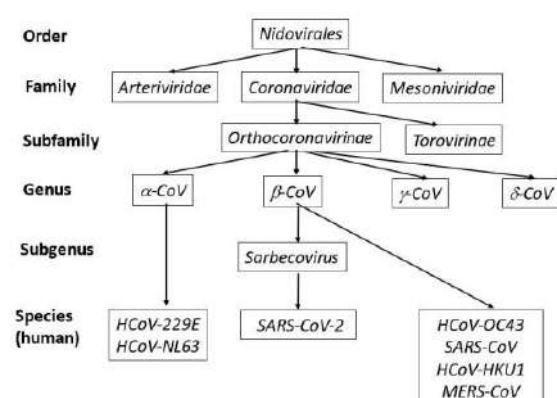 Order
Nidovirales
Family
Arteriviridae
Coronaviridae
Mesoniviridae
Subfamily
Orthocoronavirinae
Torovirinae
Genus
α-CoV
β-CoV
γ-CoV
δ-CoV
Subgenus
Sarbecovirus
Species
(human)
HCoV-229E
HCoV-NL63
SARS-CoV-2
HCoV-OC43
SARS-CoV
HCoV-HKU1
MERS-CoV